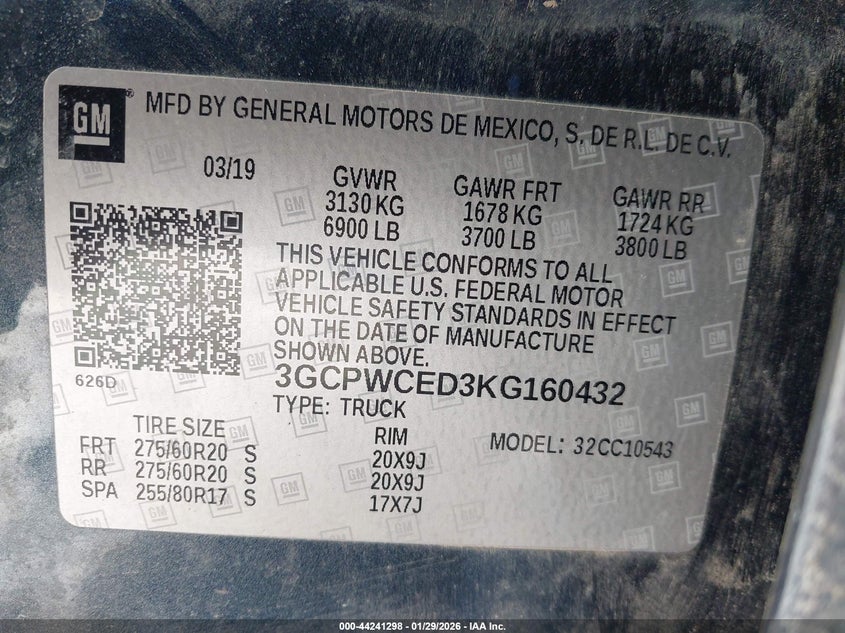 GM
MFD BY GENERAL MOTORS DE MEXICO, S. DE R.L. DE C.V.
03/19 GVWR GAWR FRT GAWR RR
3130 KG 1678 KG 1724 KG
6900 LB 3700 LB 3800 LB
THIS VEHICLE CONFORMS TO ALL
APPLICABLE U.S. FEDERAL MOTOR
VEHICLE SAFETY STANDARDS IN EFFECT
ON THE DATE OF MANUFACTURE
SHOWN ABOVE.
626D
3GCPWCED3KG160432
TYPE: TRUCK
TIRE SIZE RIM MODEL: 32CC10543
FRT 275/60R20 S 20X9J
RR 275/60R20 S 20X9J
SPA 255/80R17 S 17X7J
000-44241298 - 01/29/2026 - IAA Inc.